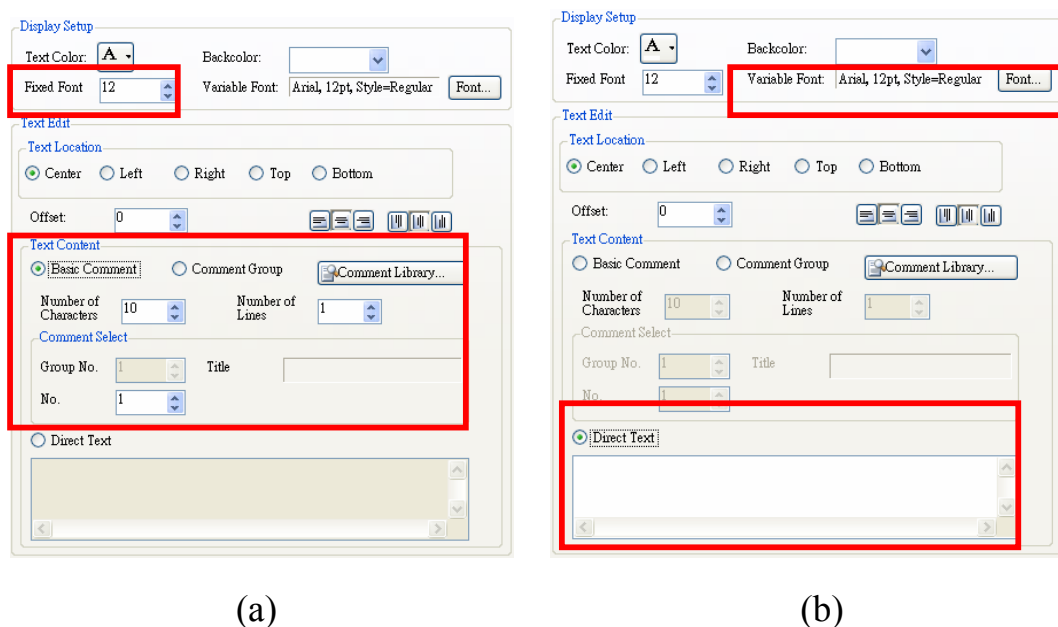 Display Setup
Text Color: A Backcolor:
Fixed Font 12 Variable Font: Arial, 12pt, Style=Regular Font...
Text Edit
Text Location
Center Left Right Top Bottom
Offset: 0
Text Content
Basic Comment Comment Group Comment Library...
Number of Characters 10 Number of Lines 1
Comment Select
Group No. 1 Title
No. 1
Direct Text
(a)
Display Setup
Text Color: A Backcolor:
Fixed Font 12 Variable Font: Arial, 12pt, Style=Regular Font...
Text Edit
Text Location
Center Left Right Top Bottom
Offset: 0
Text Content
Basic Comment Comment Group Comment Library...
Number of Characters 10 Number of Lines 1
Comment Select
Group No. 1 Title
No. 1
Direct Text
(b)